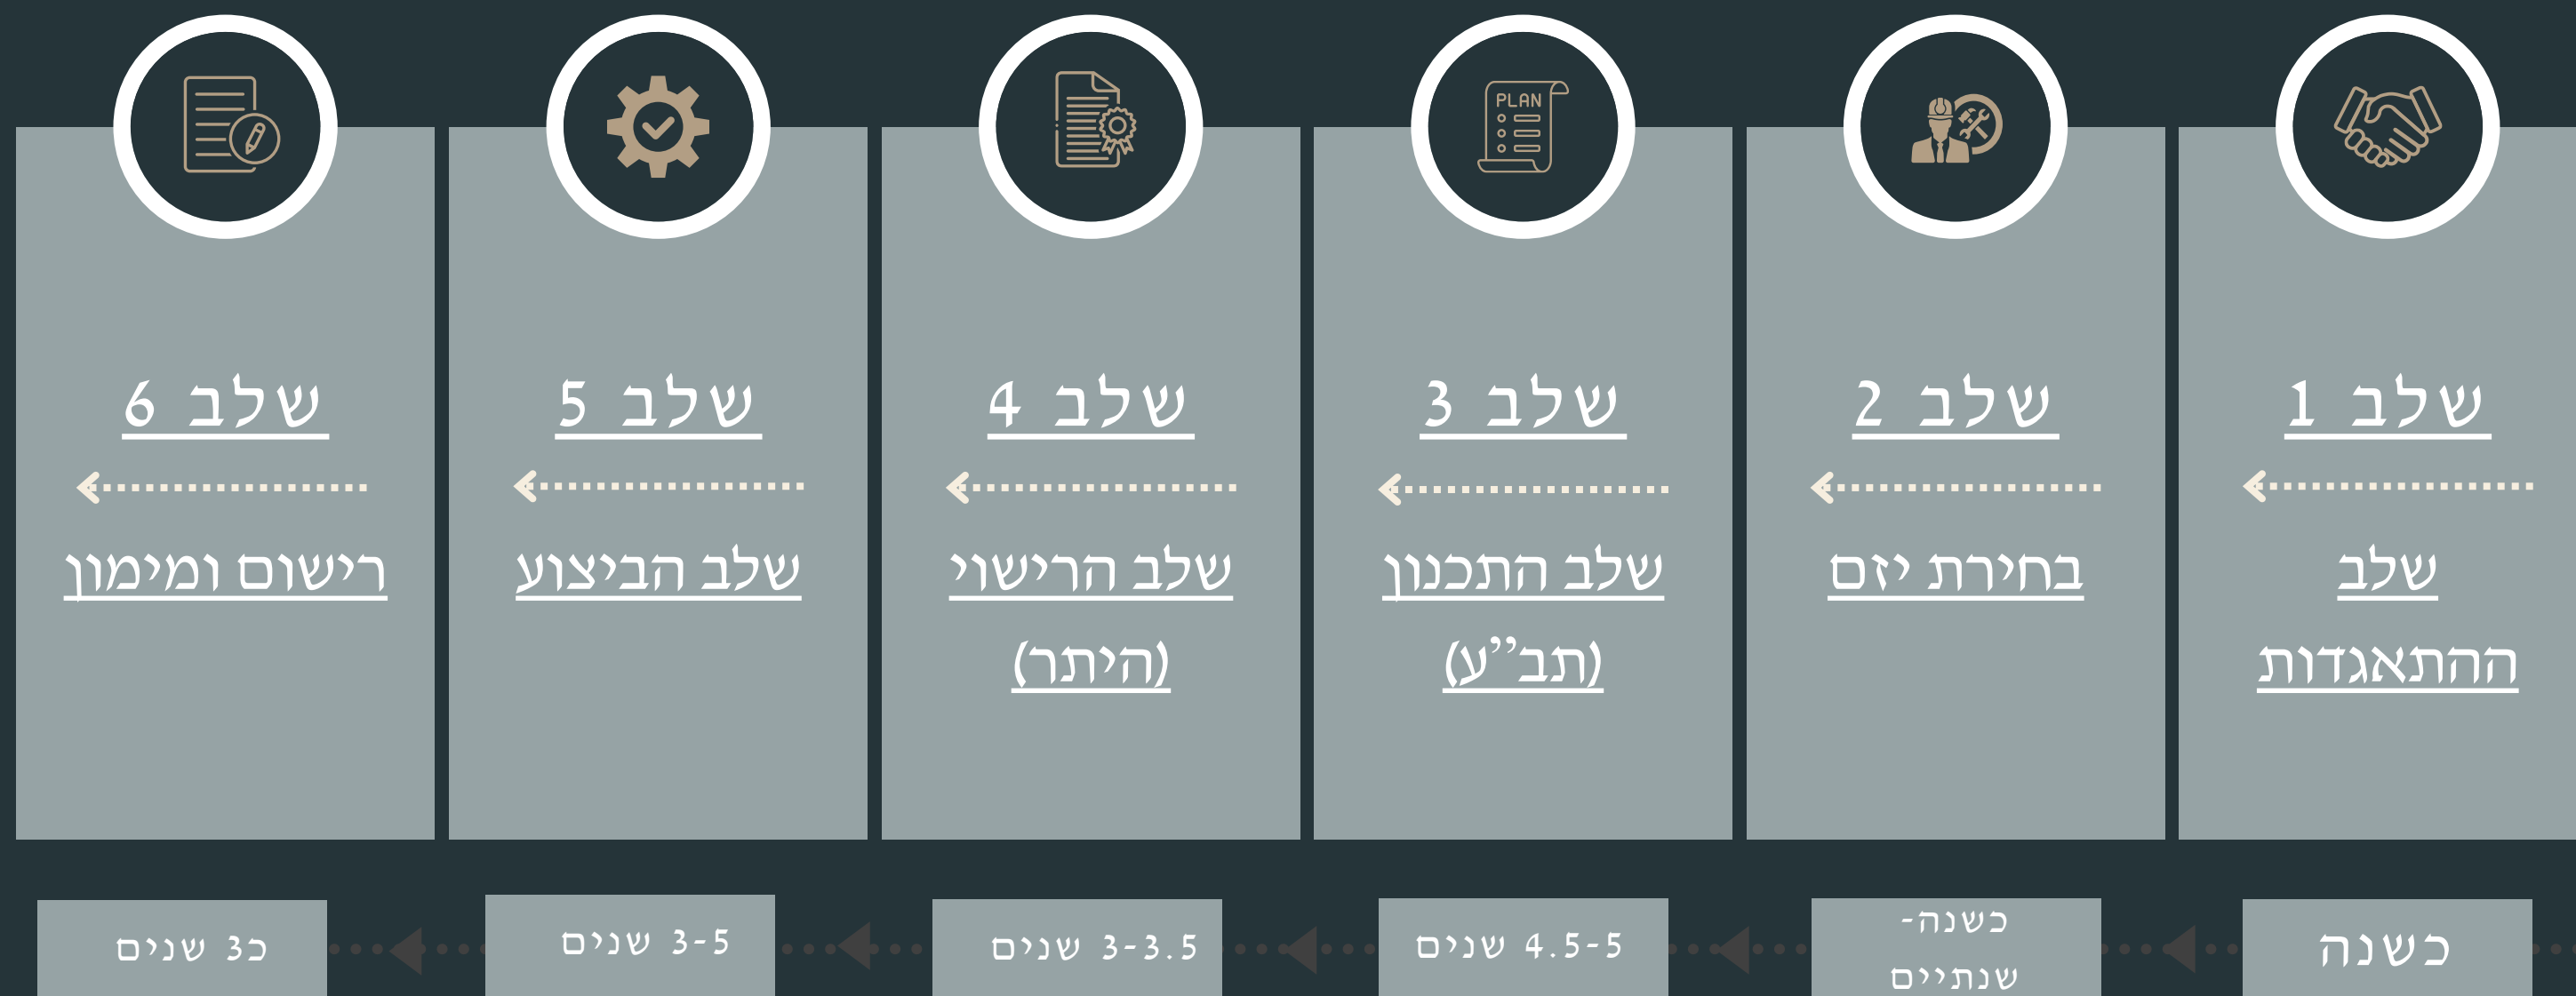 שלב 1
שלב
ההתאגדות
כשנה
שלב 2
בחירת יזם
כשנה-
שנתיים
שלב 3
שלב התכנון
(תב’’ע)
4.5-5 שנים
PLAN
שלב 4
שלב הרישוי
(היתר)
3-3.5 שנים
שלב 5
שלב הביצוע
3-5 שנים
שלב 6
רישום ומימון
כ3 שנים